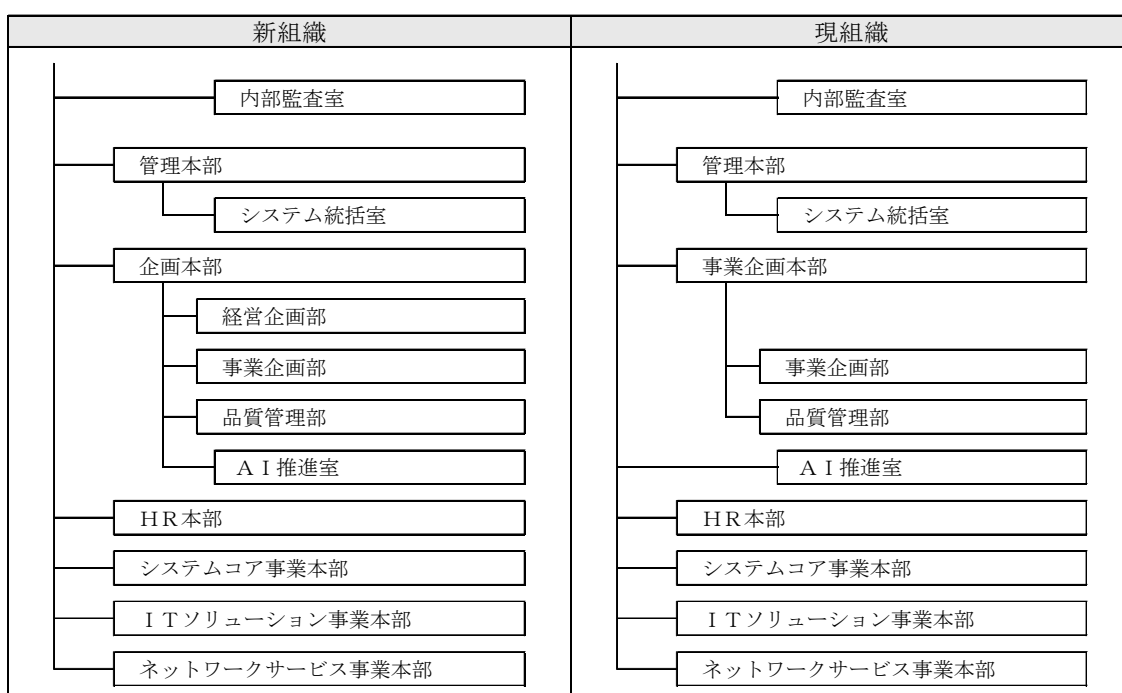 新組織
内部監査室
管理本部
システム統括室
企画本部
経営企画部
事業企画部
品質管理部
ＡＩ推進室
ＨＲ本部
システムコア事業本部
ＩＴソリューション事業本部
ネットワークサービス事業本部
現組織
内部監査室
管理本部
システム統括室
事業企画本部
事業企画部
品質管理部
ＡＩ推進室
ＨＲ本部
システムコア事業本部
ＩＴソリューション事業本部
ネットワークサービス事業本部